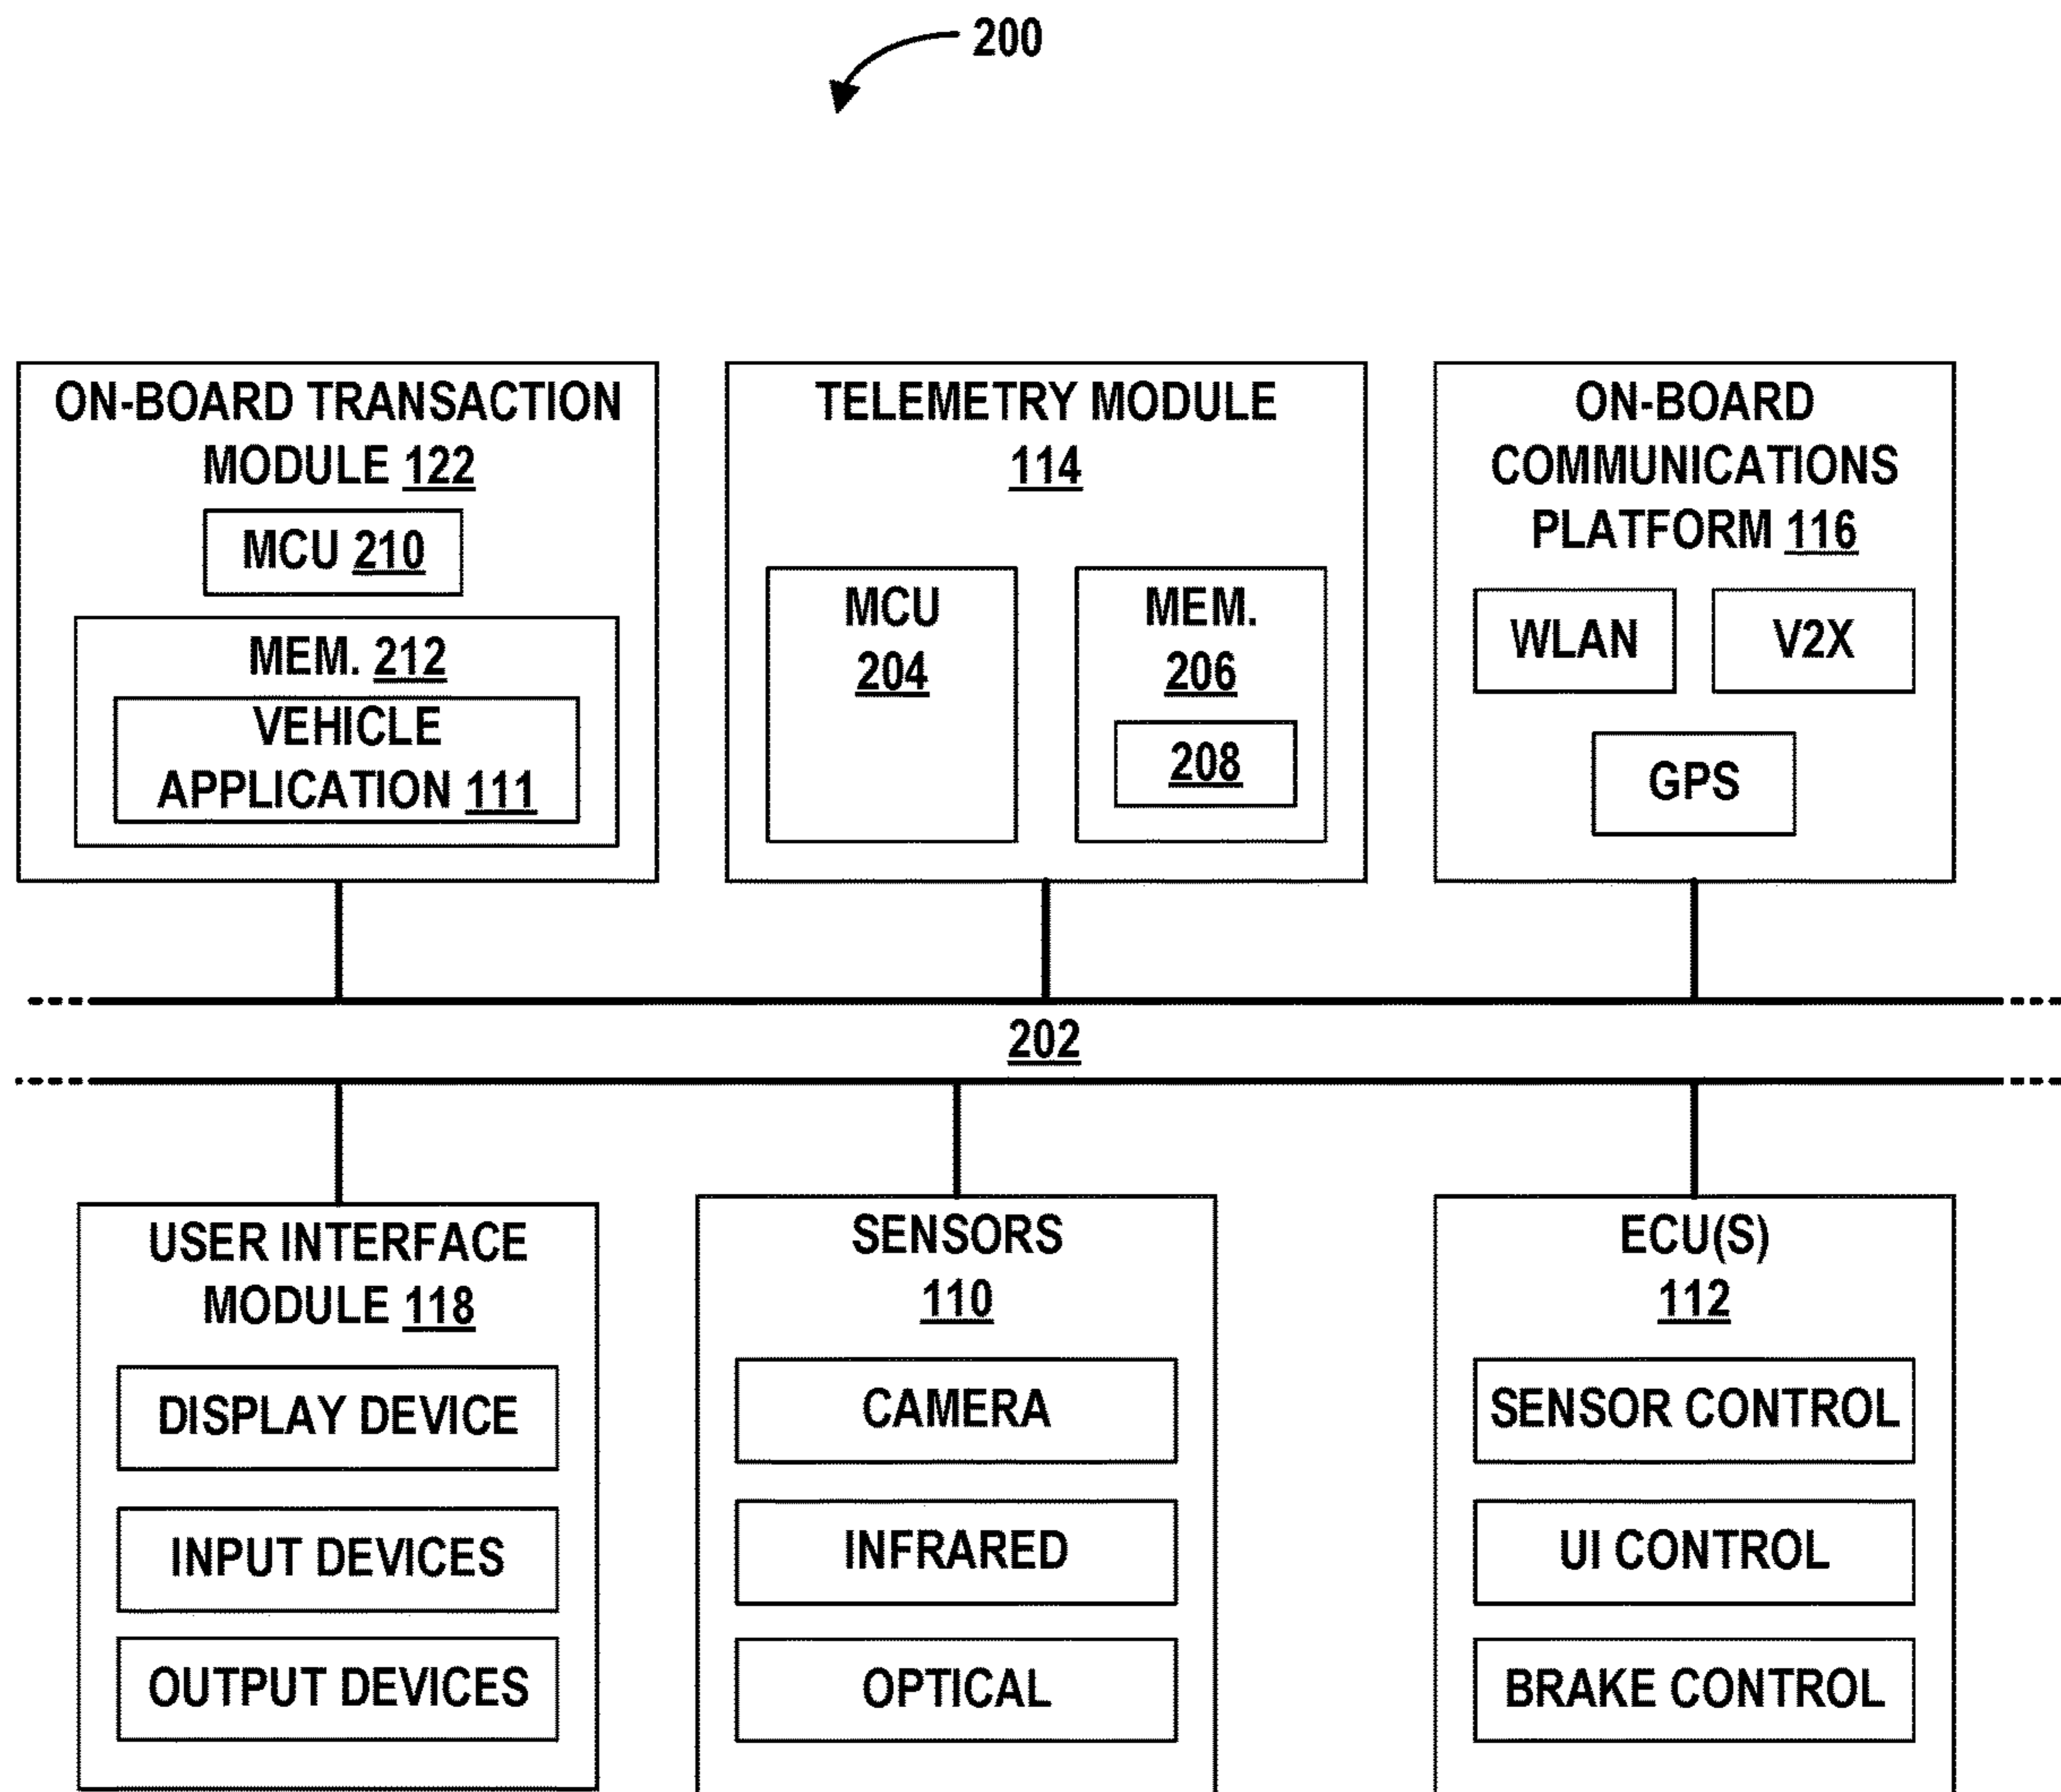 200
ON-BOARD TRANSACTION
MODULE 122
MCU 210
MEM. 212
VEHICLE
APPLICATION 111
TELEMETRY MODULE
114
MCU
204
MEM.
206
208
ON-BOARD
COMMUNICATIONS
PLATFORM 116
WLAN
V2X
GPS
202
USER INTERFACE
MODULE 118
DISPLAY DEVICE
INPUT DEVICES
OUTPUT DEVICES
SENSORS
110
CAMERA
INFRARED
OPTICAL
ECU(S)
112
SENSOR CONTROL
UI CONTROL
BRAKE CONTROL